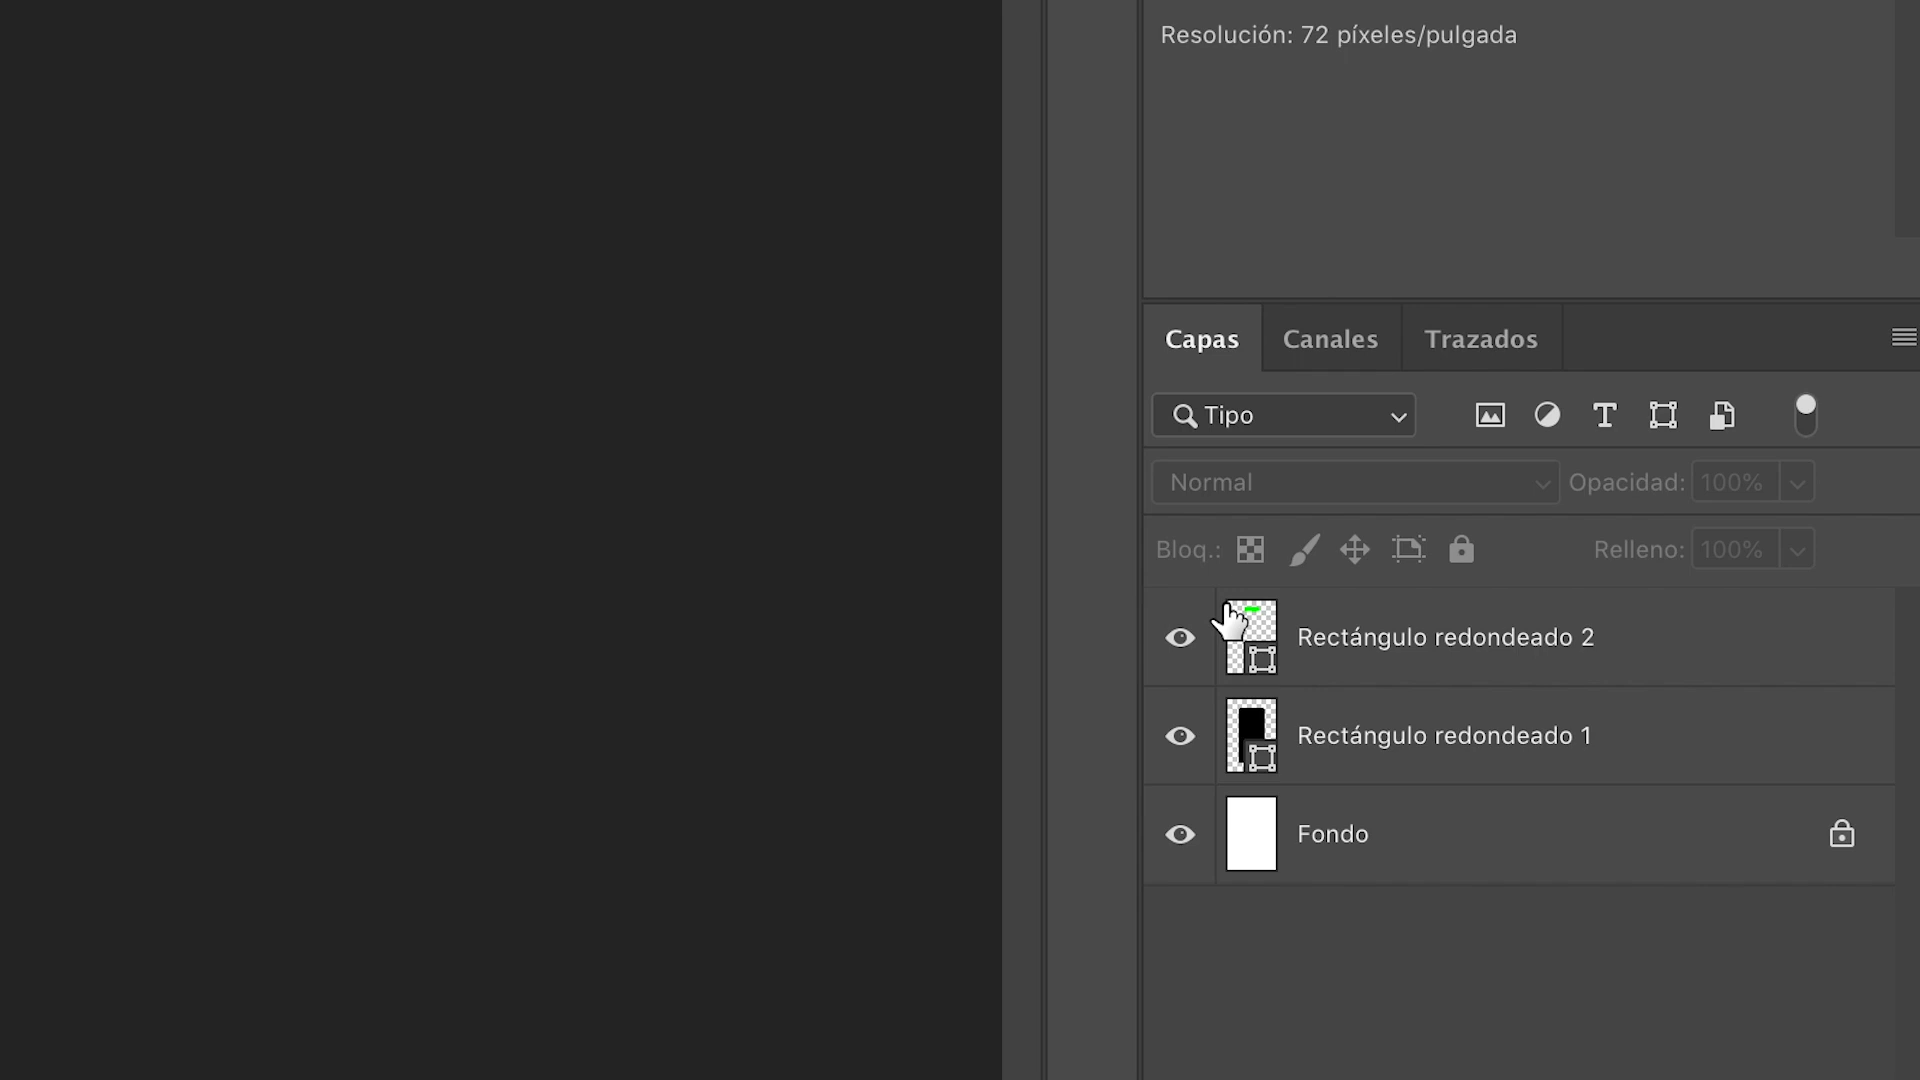 Resolución: 72 píxeles/pulgada
Capas Canales Trazados
Tipo
Normal Opacidad: 100%
Bloq.: Relleno: 100%
Rectángulo redondeado 2
Rectángulo redondeado 1
Fondo